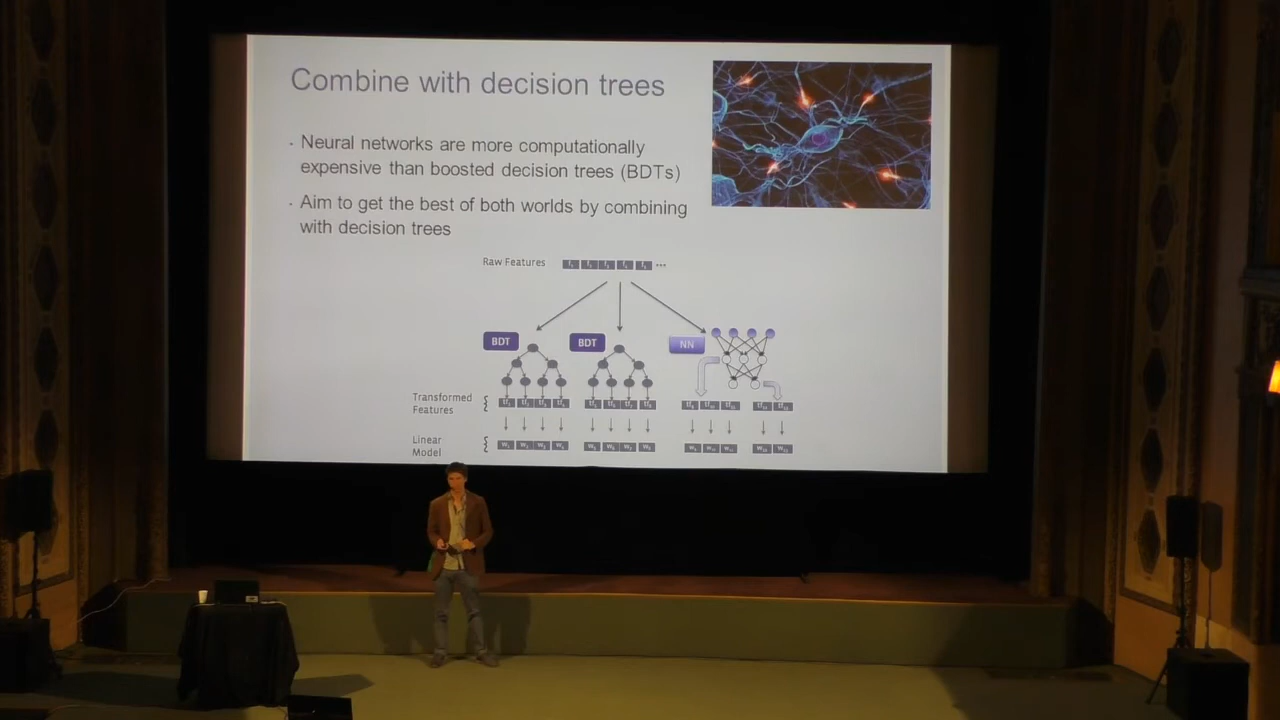 Combine with decision trees
· Neural networks are more computationally
expensive than boosted decision trees (BDTs)
· Aim to get the best of both worlds by combining
with decision trees
Raw Features
...
BDT
BDT
NN
Transformed
Features
Linear
Model